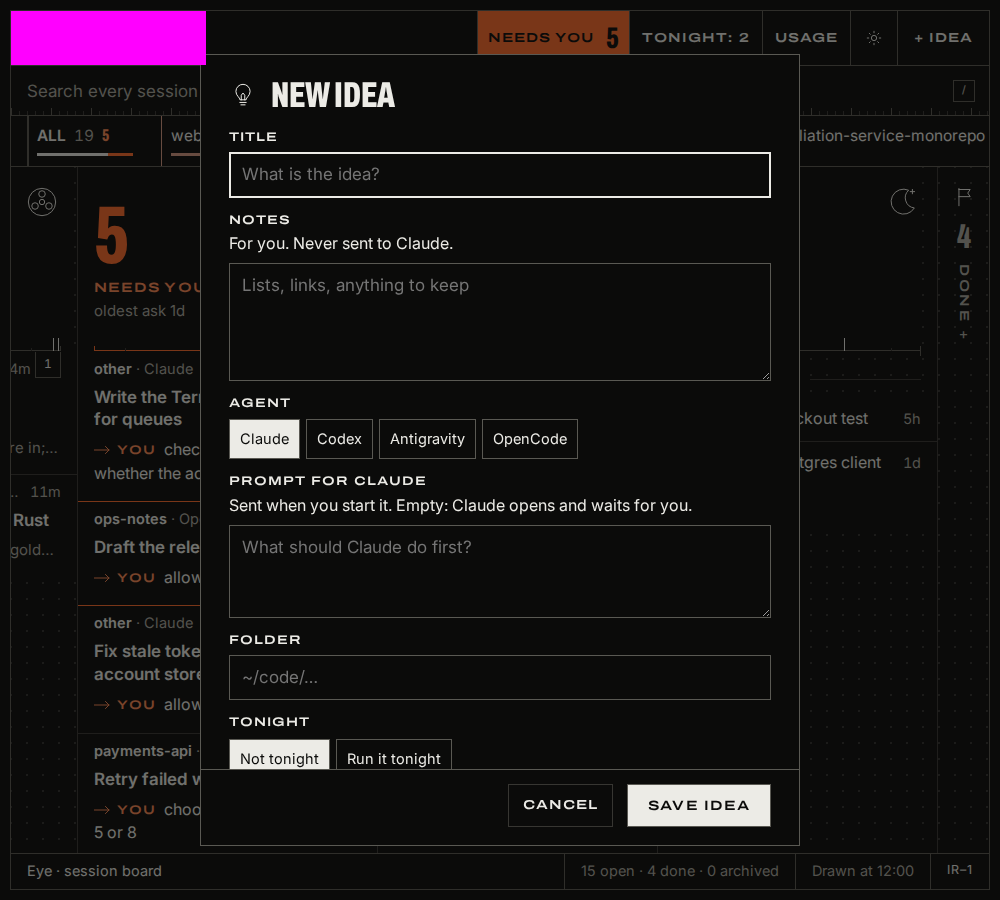 NEEDS YOU 5
TONIGHT: 2
USAGE
+ IDEA
Search every session
/
ALL 19 5
web
liation-service-monorepo
4m 1
re in;...
.. 11m
Rust
gold...
5
NEEDS YOU
oldest ask 1d
other · Claude
Write the Ter
for queues
→ YOU chec
whether the ac
ops-notes · Op
Draft the rele
→ YOU allow
other · Claude
Fix stale toke
account store
→ YOU allow
payments-api ·
Retry failed w
→ YOU choo
5 or 8
NEW IDEA
TITLE
What is the idea?
NOTES
For you. Never sent to Claude.
Lists, links, anything to keep
AGENT
Claude
Codex
Antigravity
OpenCode
PROMPT FOR CLAUDE
Sent when you start it. Empty: Claude opens and waits for you.
What should Claude do first?
FOLDER
~/code/...
TONIGHT
Not tonight
Run it tonight
CANCEL
SAVE IDEA
ckout test 5h
tgres client 1d
4 DONE +
Eye · session board
15 open · 4 done · 0 archived
Drawn at 12:00
IR–1